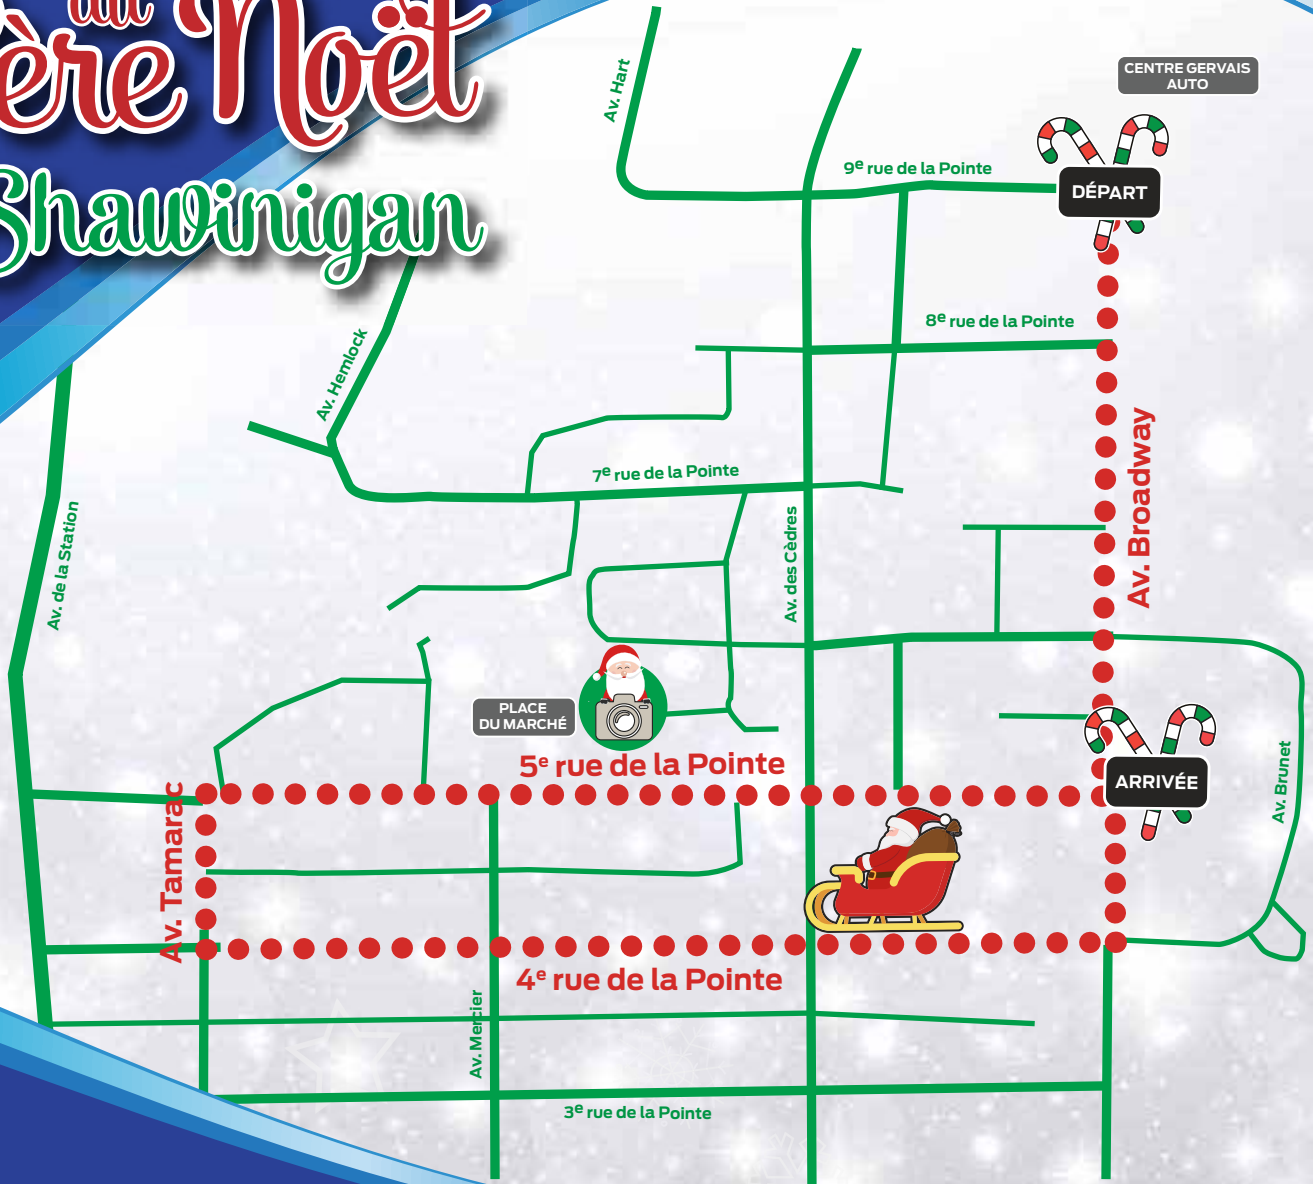 du
ère Noël
Shawinigan
CENTRE GERVAIS
AUTO
Av. Hart
9e rue de la Pointe
DÉPART
8e rue de la Pointe
Av. Hemlock
Av. Broadway
7e rue de la Pointe
Av. de la Station
Av. des Cèdres
PLACE
DU MARCHÉ
5e rue de la Pointe
ARRIVÉE
Av. Brunet
Av. Tamarac
4e rue de la Pointe
Av. Mercier
3e rue de la Pointe